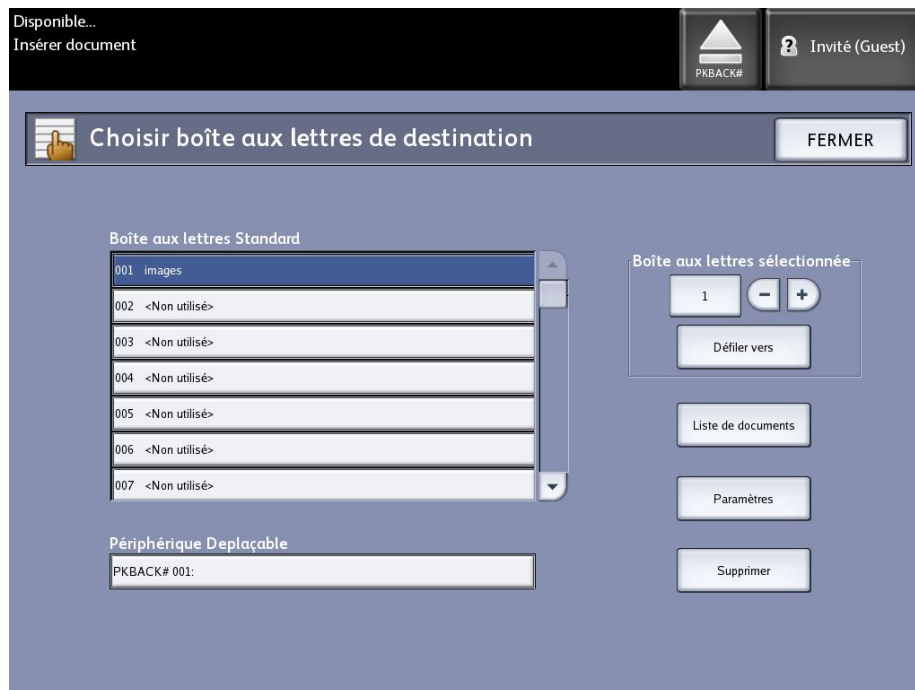 Disponible...
Insérer document
PKBACK#
Invité (Guest)
Choisir boîte aux lettres de destination
FERMER
Boîte aux lettres Standard
001 images
002 <Non utilisé>
003 <Non utilisé>
004 <Non utilisé>
005 <Non utilisé>
006 <Non utilisé>
007 <Non utilisé>
Boîte aux lettres sélectionnée
1
- +
Défiler vers
Liste de documents
Paramètres
Supprimer
Périphérique Deplaçable
PKBACK# 001: